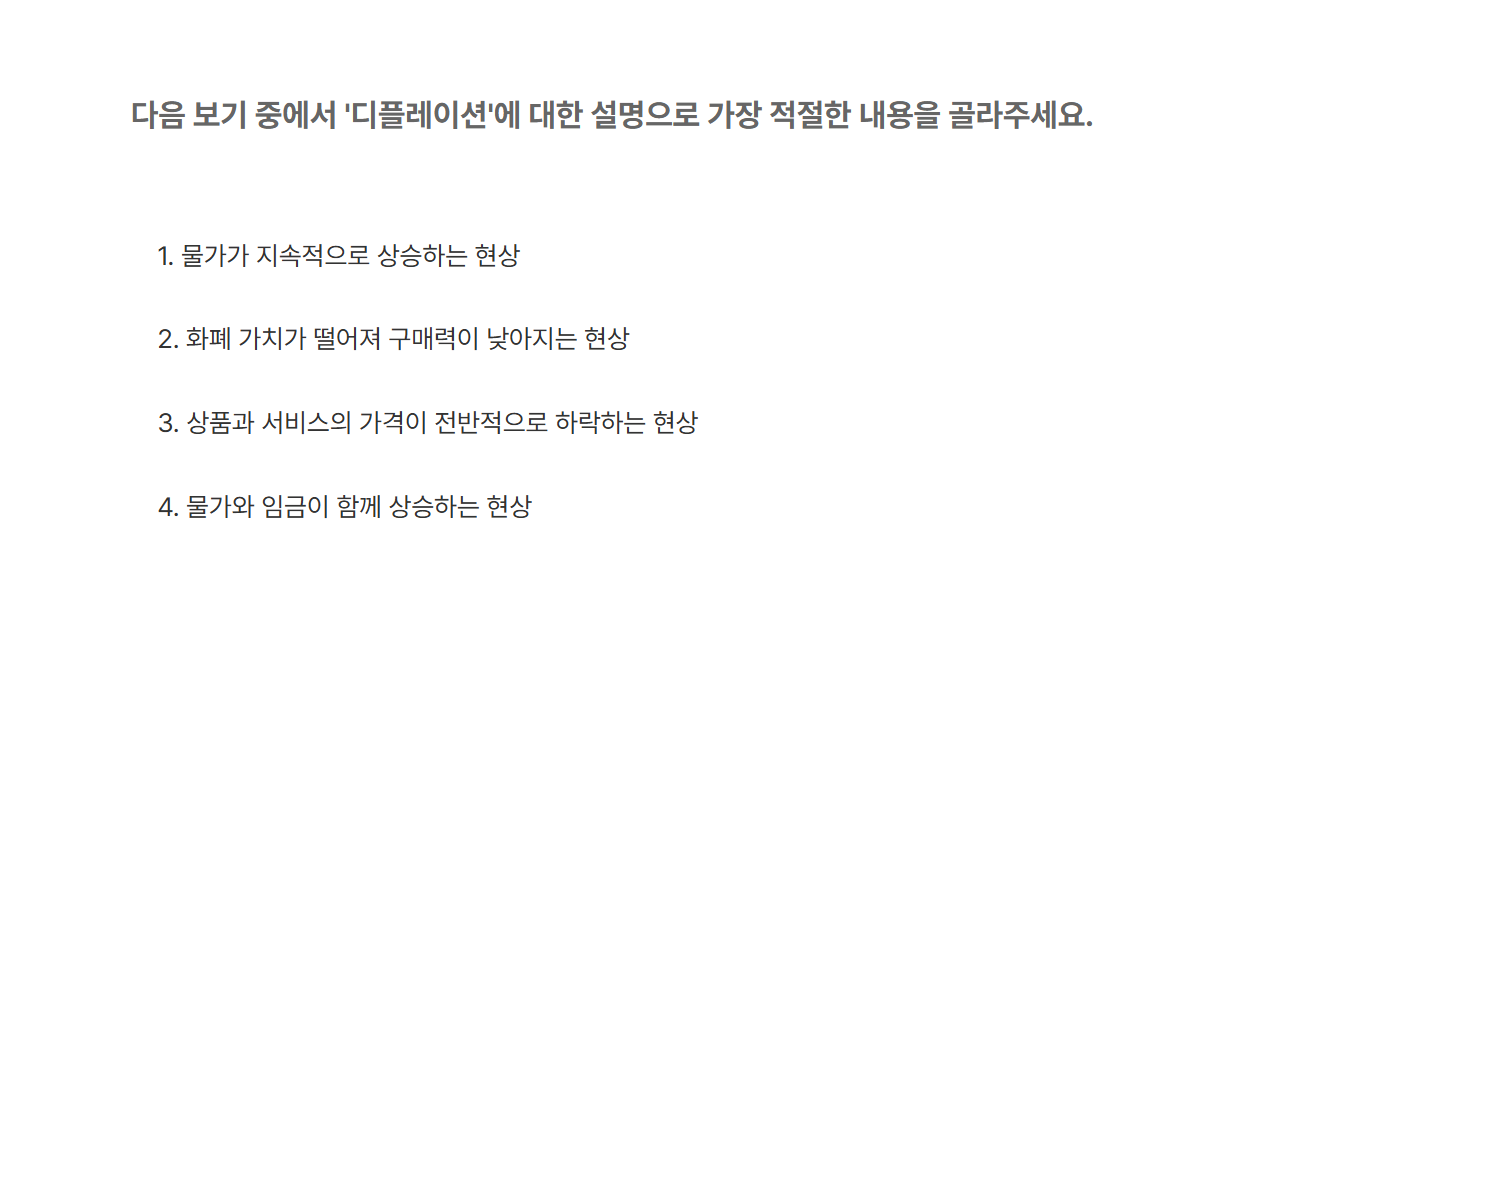 다음 보기 중에서 '디플레이션'에 대한 설명으로 가장 적절한 내용을 골라주세요.
1. 물가가 지속적으로 상승하는 현상
2. 화폐 가치가 떨어져 구매력이 낮아지는 현상
3. 상품과 서비스의 가격이 전반적으로 하락하는 현상
4. 물가와 임금이 함께 상승하는 현상